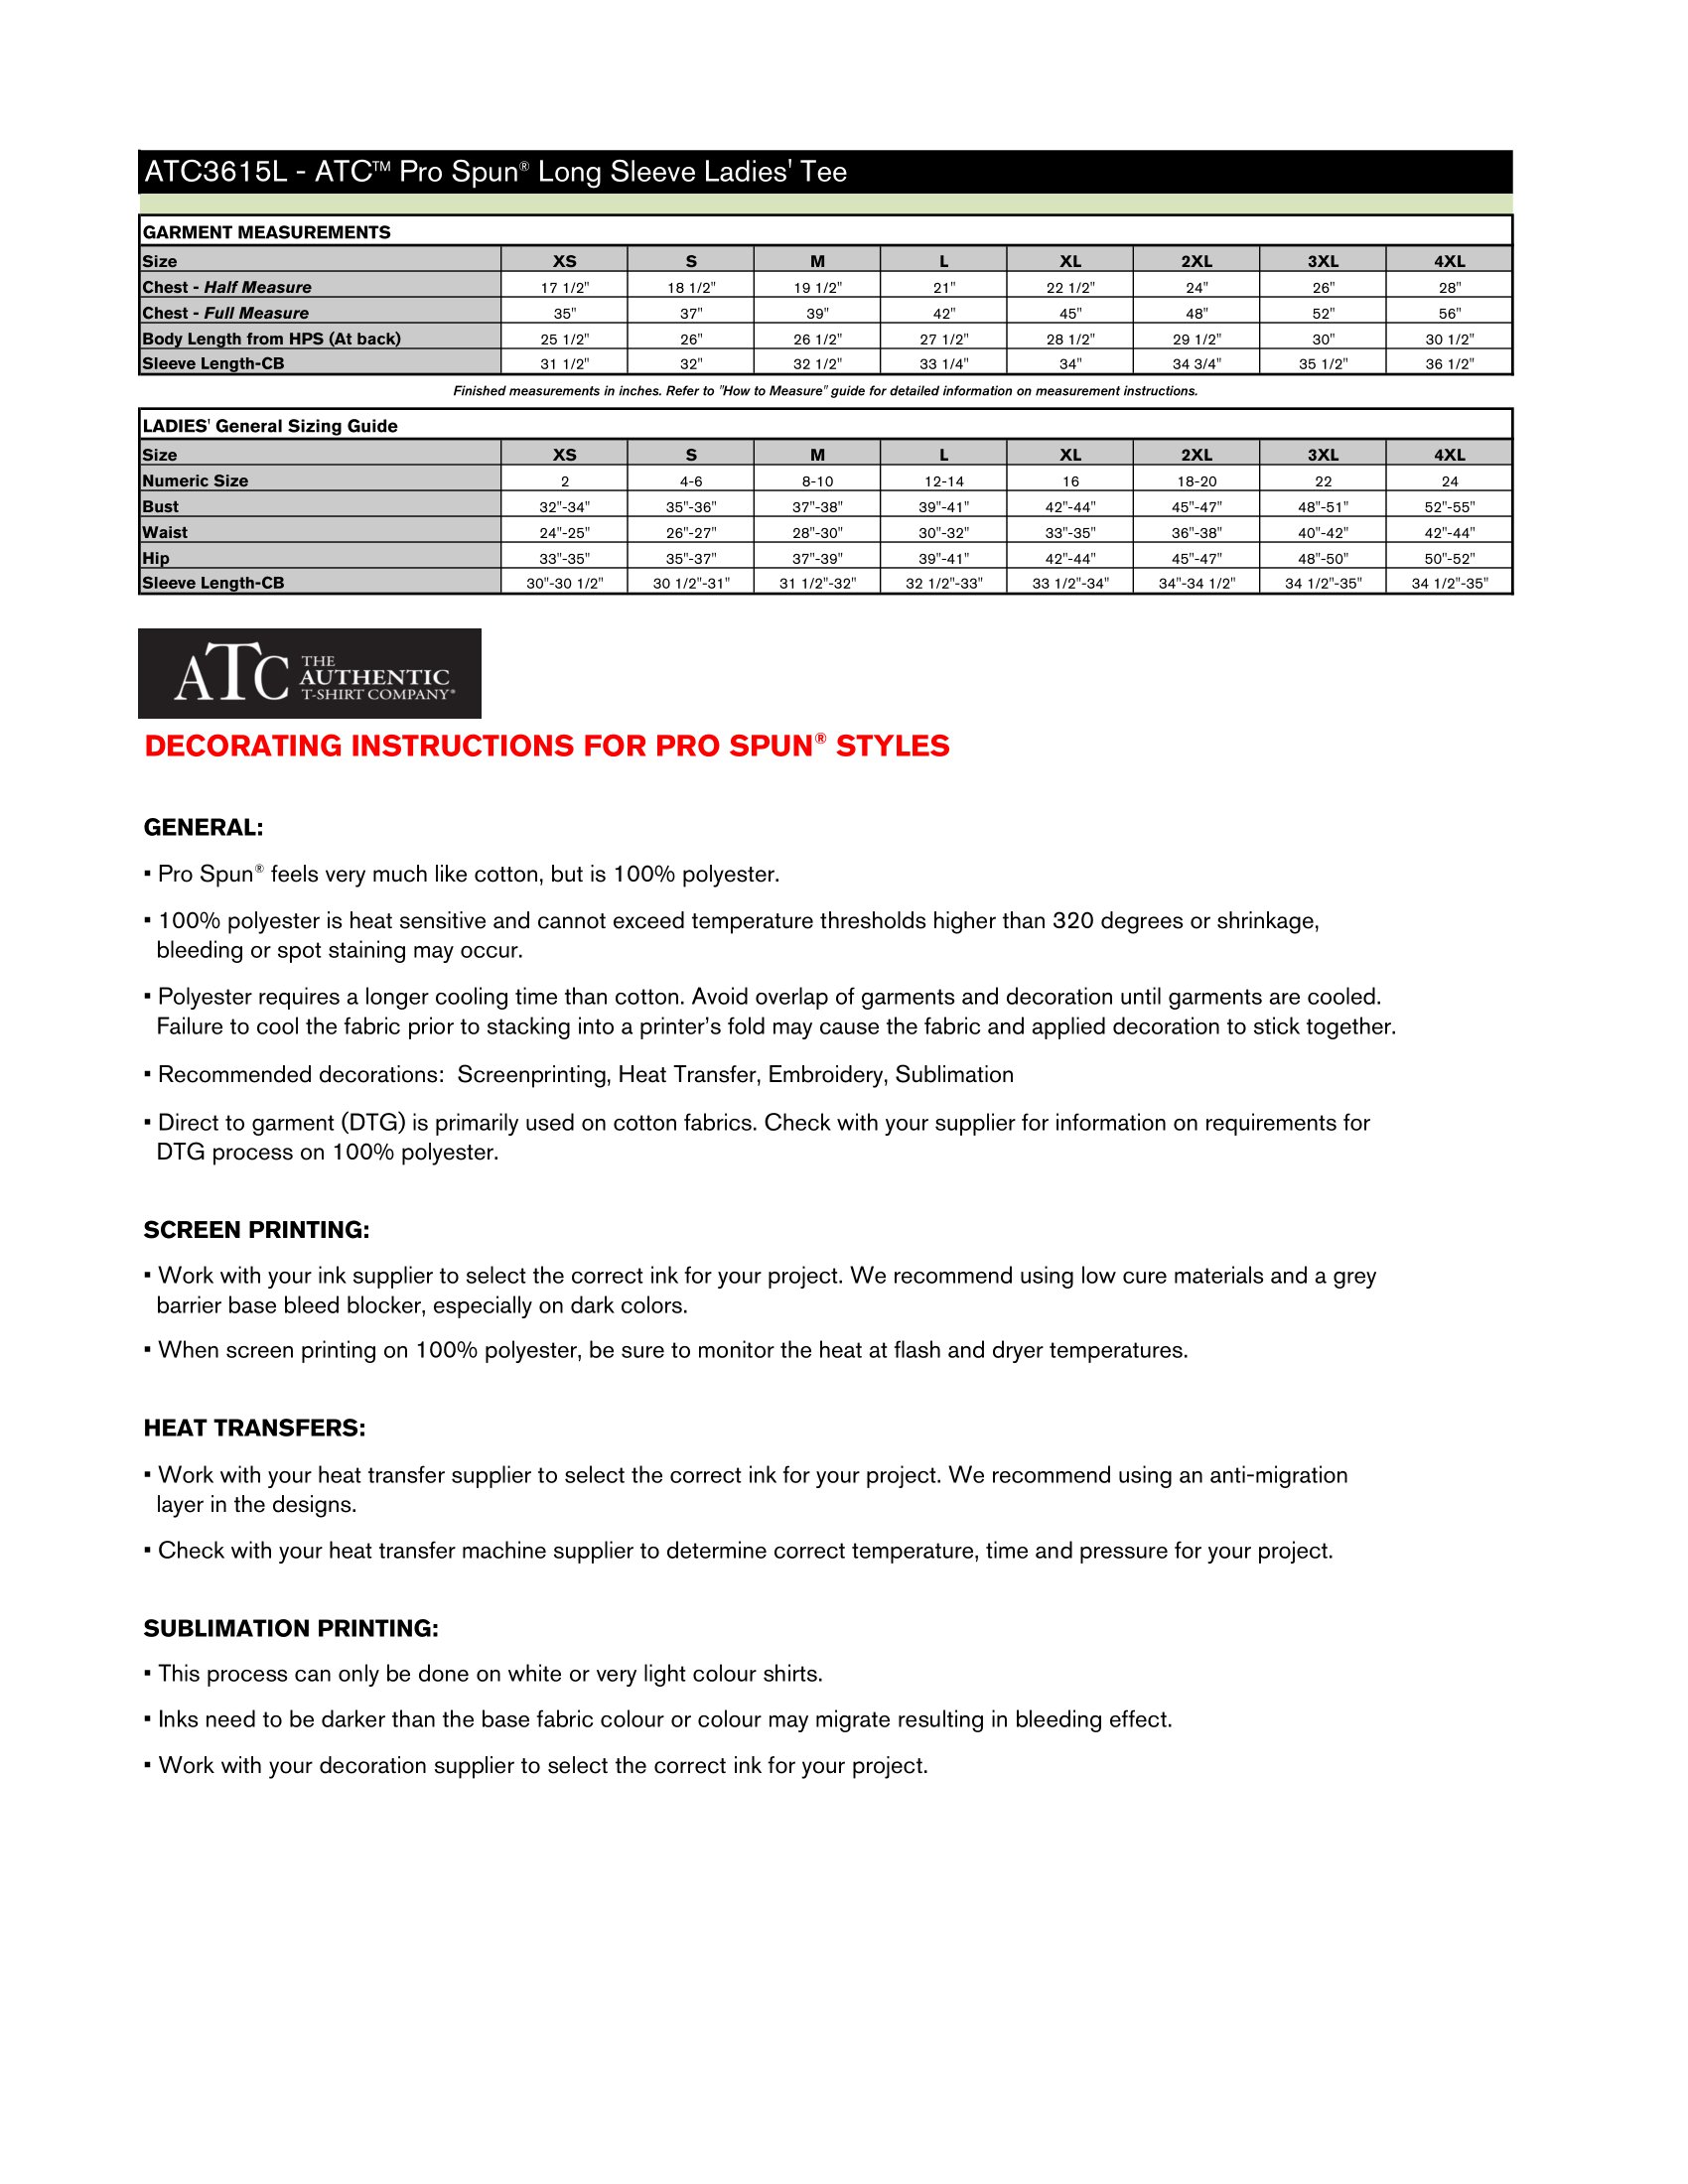 ATC3615L - ATC™ Pro Spun® Long Sleeve Ladies' Tee
GARMENT MEASUREMENTS
Size XS S M L XL 2XL 3XL 4XL
Chest - Half Measure 17 1/2" 18 1/2" 19 1/2" 21" 22 1/2" 24" 26" 28"
Chest - Full Measure 35" 37" 39" 42" 45" 48" 52" 56"
Body Length from HPS (At back) 25 1/2" 26" 26 1/2" 27 1/2" 28 1/2" 29 1/2" 30" 30 1/2"
Sleeve Length-CB 31 1/2" 32" 32 1/2" 33 1/4" 34" 34 3/4" 35 1/2" 36 1/2"
Finished measurements in inches. Refer to "How to Measure" guide for detailed information on measurement instructions.
LADIES' General Sizing Guide
Size XS S M L XL 2XL 3XL 4XL
Numeric Size 2 4-6 8-10 12-14 16 18-20 22 24
Bust 32"-34" 35"-36" 37"-38" 39"-41" 42"-44" 45"-47" 48"-51" 52"-55"
Waist 24"-25" 26"-27" 28"-30" 30"-32" 33"-35" 36"-38" 40"-42" 42"-44"
Hip 33"-35" 35"-37" 37"-39" 39"-41" 42"-44" 45"-47" 48"-50" 50"-52"
Sleeve Length-CB 30"-30 1/2" 30 1/2"-31" 31 1/2"-32" 32 1/2"-33" 33 1/2"-34" 34"-34 1/2" 34 1/2"-35" 34 1/2"-35"
ATC THE
AUTHENTIC
T-SHIRT COMPANY®
DECORATING INSTRUCTIONS FOR PRO SPUN® STYLES
GENERAL:
▪ Pro Spun® feels very much like cotton, but is 100% polyester.
▪ 100% polyester is heat sensitive and cannot exceed temperature thresholds higher than 320 degrees or shrinkage,
bleeding or spot staining may occur.
▪ Polyester requires a longer cooling time than cotton. Avoid overlap of garments and decoration until garments are cooled.
Failure to cool the fabric prior to stacking into a printer’s fold may cause the fabric and applied decoration to stick together.
▪ Recommended decorations:  Screenprinting, Heat Transfer, Embroidery, Sublimation
▪ Direct to garment (DTG) is primarily used on cotton fabrics. Check with your supplier for information on requirements for
DTG process on 100% polyester.
SCREEN PRINTING:
▪ Work with your ink supplier to select the correct ink for your project. We recommend using low cure materials and a grey
barrier base bleed blocker, especially on dark colors.
▪ When screen printing on 100% polyester, be sure to monitor the heat at flash and dryer temperatures.
HEAT TRANSFERS:
▪ Work with your heat transfer supplier to select the correct ink for your project. We recommend using an anti-migration
layer in the designs.
▪ Check with your heat transfer machine supplier to determine correct temperature, time and pressure for your project.
SUBLIMATION PRINTING:
▪ This process can only be done on white or very light colour shirts.
▪ Inks need to be darker than the base fabric colour or colour may migrate resulting in bleeding effect.
▪ Work with your decoration supplier to select the correct ink for your project.